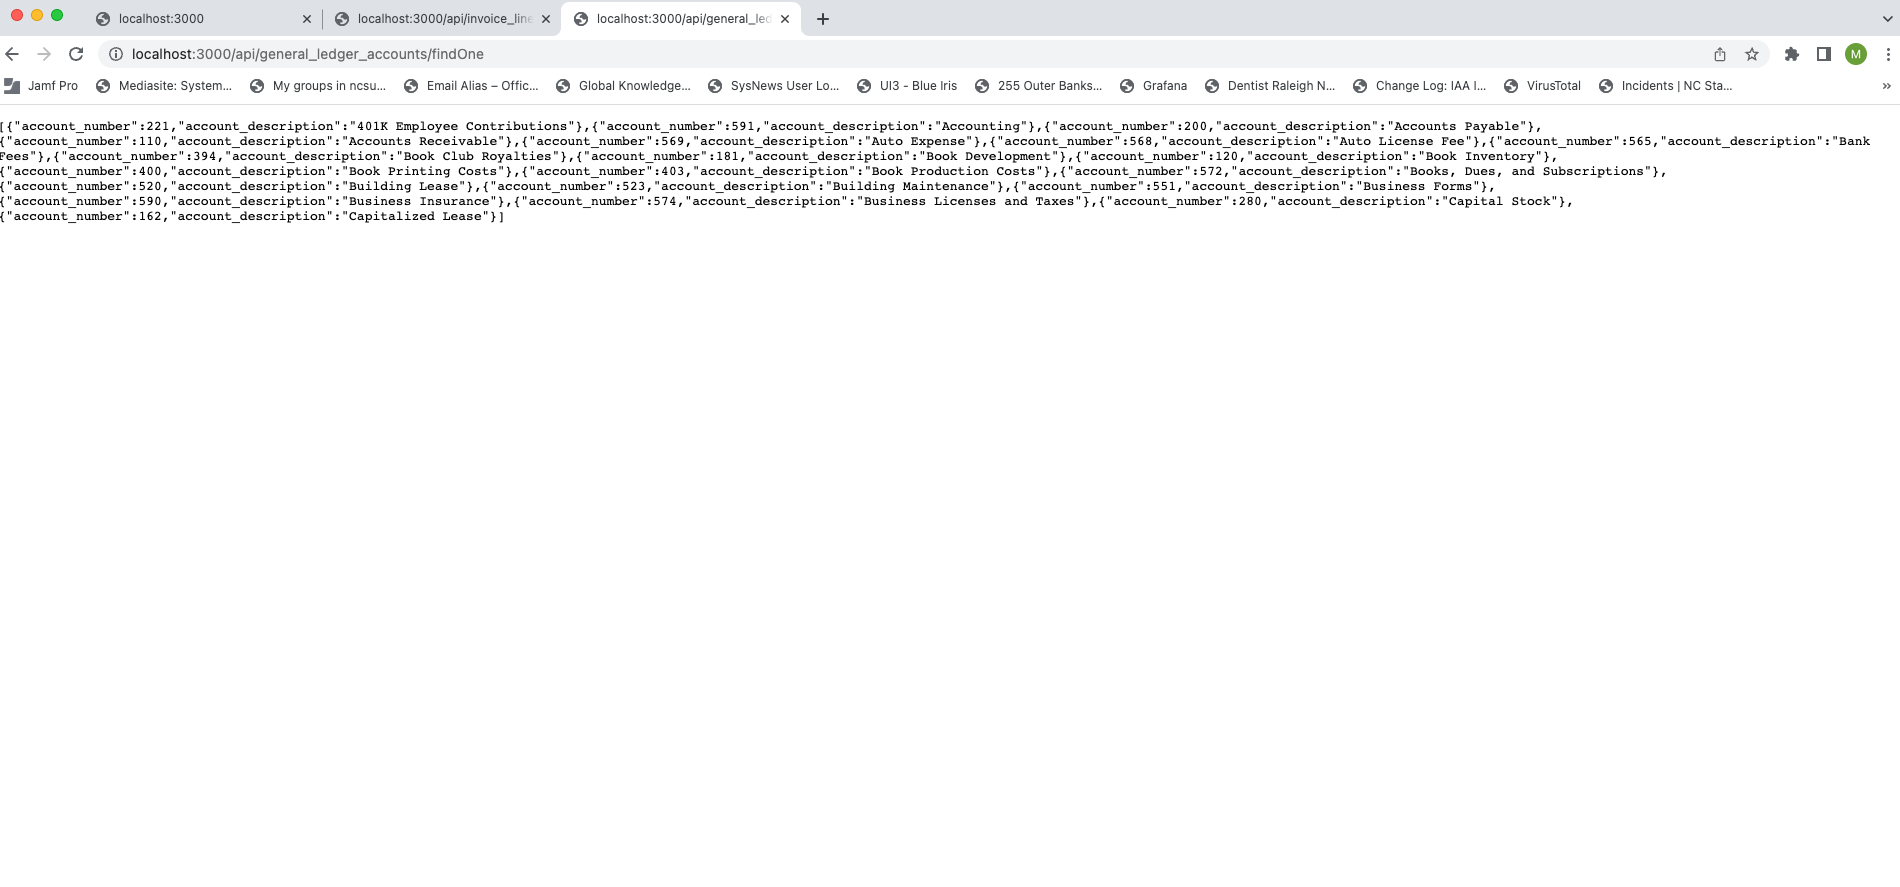 localhost:3000
localhost:3000/api/invoice_line
localhost:3000/api/general_led
localhost:3000/api/general_ledger_accounts/findOne
M
Jamf Pro
Mediasite: System...
My groups in ncsu...
Email Alias – Offic...
Global Knowledge...
SysNews User Lo...
UI3 - Blue Iris
255 Outer Banks...
Grafana
Dentist Raleigh N...
Change Log: IAA I...
VirusTotal
Incidents | NC Sta...
[{"account_number":221,"account_description":"401K Employee Contributions"},{"account_number":591,"account_description":"Accounting"},{"account_number":200,"account_description":"Accounts Payable"},
{"account_number":110,"account_description":"Accounts Receivable"},{"account_number":569,"account_description":"Auto Expense"},{"account_number":568,"account_description":"Auto License Fee"},{"account_number":565,"account_description":"Bank
Fees"},{"account_number":394,"account_description":"Book Club Royalties"},{"account_number":181,"account_description":"Book Development"},{"account_number":120,"account_description":"Book Inventory"},
{"account_number":400,"account_description":"Book Printing Costs"},{"account_number":403,"account_description":"Book Production Costs"},{"account_number":572,"account_description":"Books, Dues, and Subscriptions"},
{"account_number":520,"account_description":"Building Lease"},{"account_number":523,"account_description":"Building Maintenance"},{"account_number":551,"account_description":"Business Forms"},
{"account_number":590,"account_description":"Business Insurance"},{"account_number":574,"account_description":"Business Licenses and Taxes"},{"account_number":280,"account_description":"Capital Stock"},
{"account_number":162,"account_description":"Capitalized Lease"}]